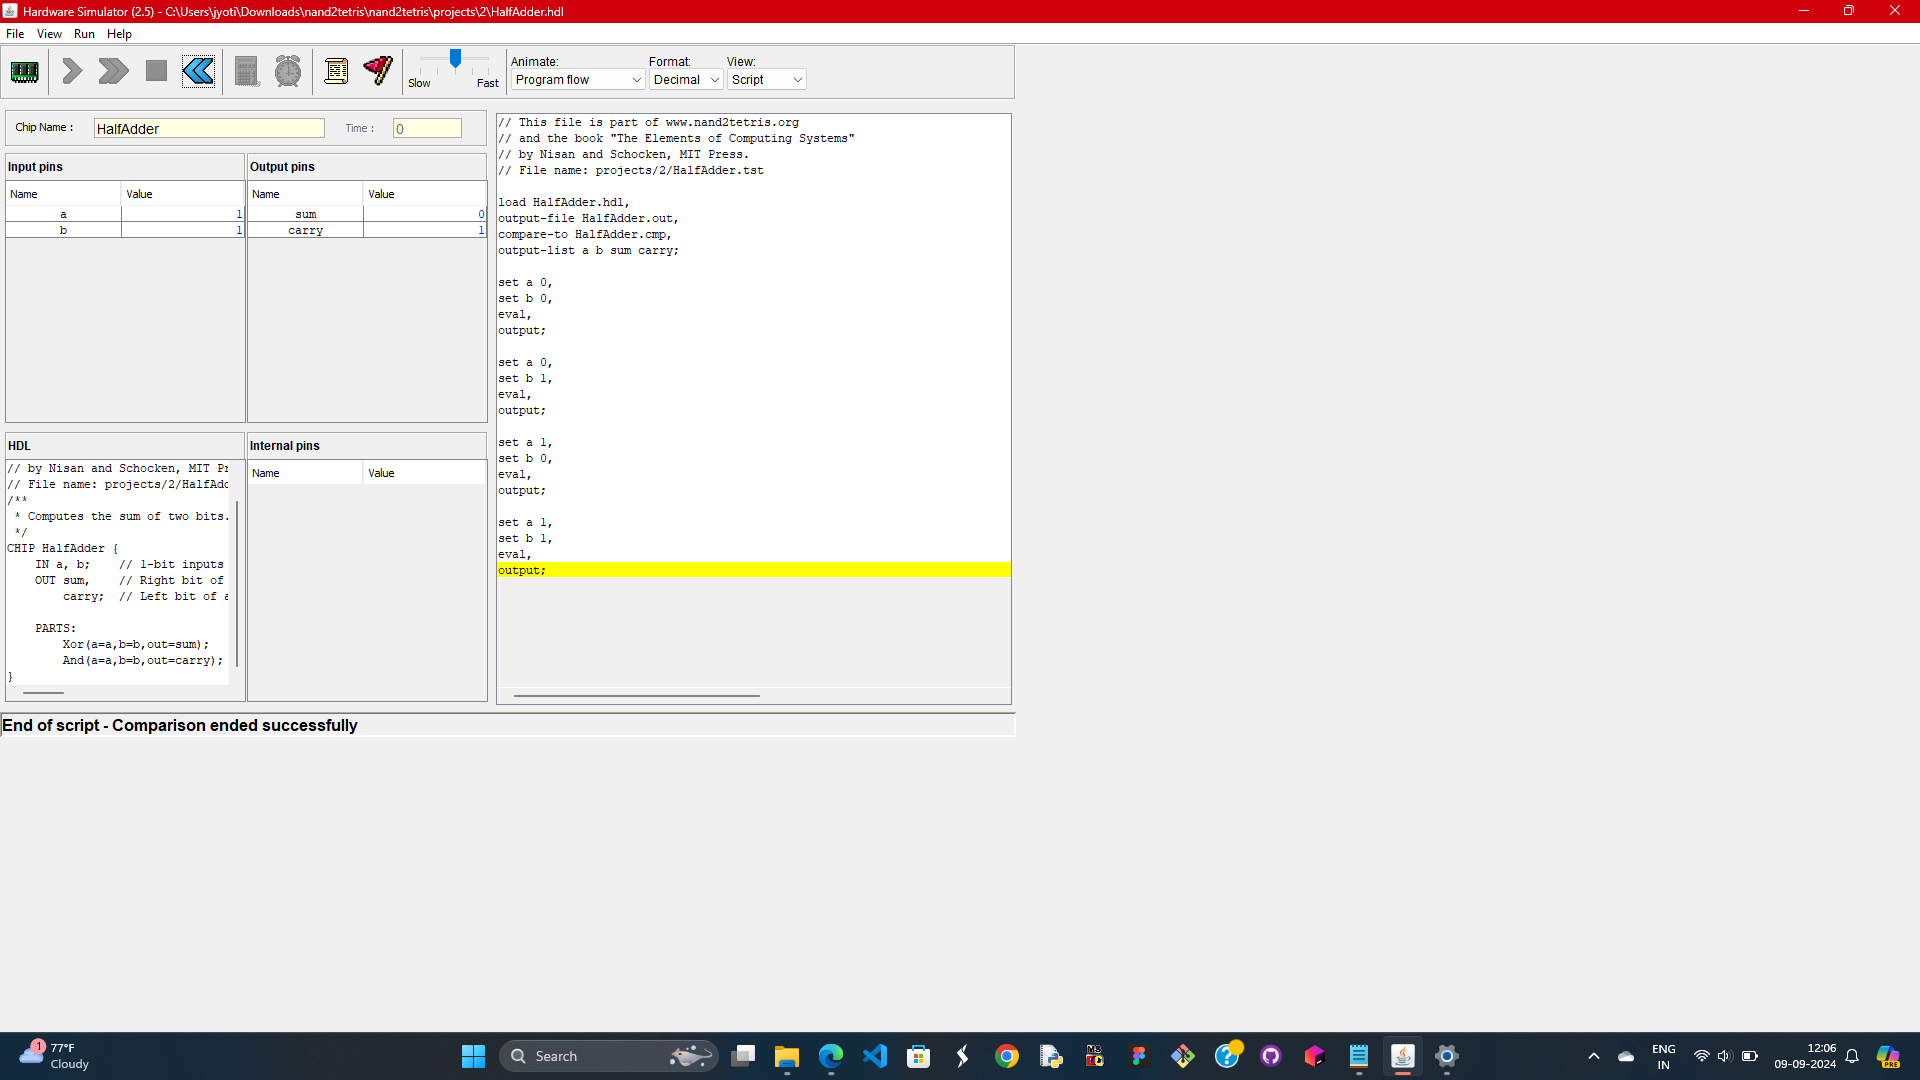 Hardware Simulator (2.5) - C:\Users\jyoti\Downloads\nand2tetris\nand2tetris\projects\2\HalfAdder.hdl
File View Run Help
Slow Fast
Animate: Format: View:
Program flow Decimal Script
Chip Name : HalfAdder Time : 0
Input pins Output pins
Name Value Name Value
a 1 sum 0
b 1 carry 1
HDL Internal pins
Name Value
// by Nisan and Schocken, MIT Pr
// File name: projects/2/HalfAdd
/**
* Computes the sum of two bits.
*/
CHIP HalfAdder {
IN a, b;    // 1-bit inputs
OUT sum,    // Right bit of
carry;  // Left bit of a
PARTS:
Xor(a=a,b=b,out=sum);
And(a=a,b=b,out=carry);
}
// This file is part of www.nand2tetris.org
// and the book "The Elements of Computing Systems"
// by Nisan and Schocken, MIT Press.
// File name: projects/2/HalfAdder.tst
load HalfAdder.hdl,
output-file HalfAdder.out,
compare-to HalfAdder.cmp,
output-list a b sum carry;
set a 0,
set b 0,
eval,
output;
set a 0,
set b 1,
eval,
output;
set a 1,
set b 0,
eval,
output;
set a 1,
set b 1,
eval,
output;
End of script - Comparison ended successfully
1
77°F
Cloudy
Search
ENG
IN
12:06
09-09-2024
PRE